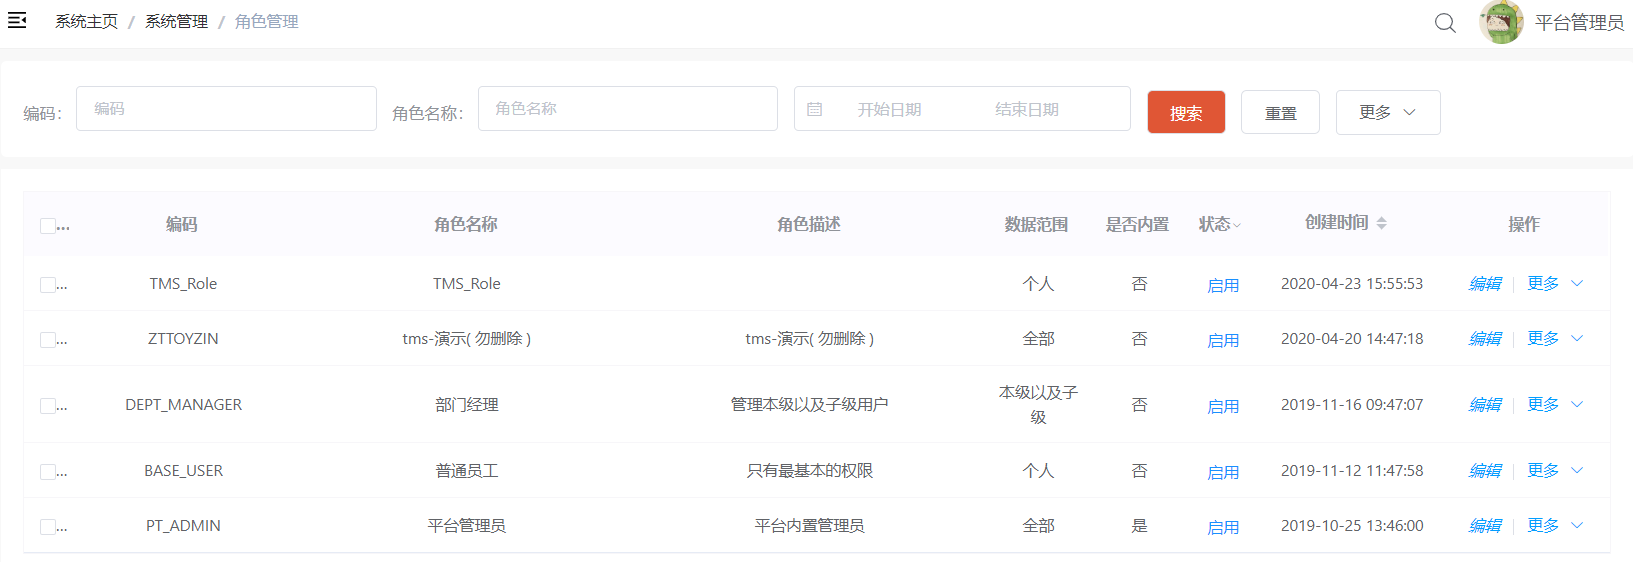 系统主页 / 系统管理 / 角色管理 平台管理员
编码: 编码 角色名称: 角色名称 开始日期 结束日期 搜索 重置 更多
... 编码 角色名称 角色描述 数据范围 是否内置 状态 创建时间 操作
... TMS_Role TMS_Role 个人 否 启用 2020-04-23 15:55:53 编辑 更多
... ZTTOYZIN tms-演示( 勿删除 ) tms-演示( 勿删除 ) 全部 否 启用 2020-04-20 14:47:18 编辑 更多
... DEPT_MANAGER 部门经理 管理本级以及子级用户 本级以及子级 否 启用 2019-11-16 09:47:07 编辑 更多
... BASE_USER 普通员工 只有最基本的权限 个人 否 启用 2019-11-12 11:47:58 编辑 更多
... PT_ADMIN 平台管理员 平台内置管理员 全部 是 启用 2019-10-25 13:46:00 编辑 更多